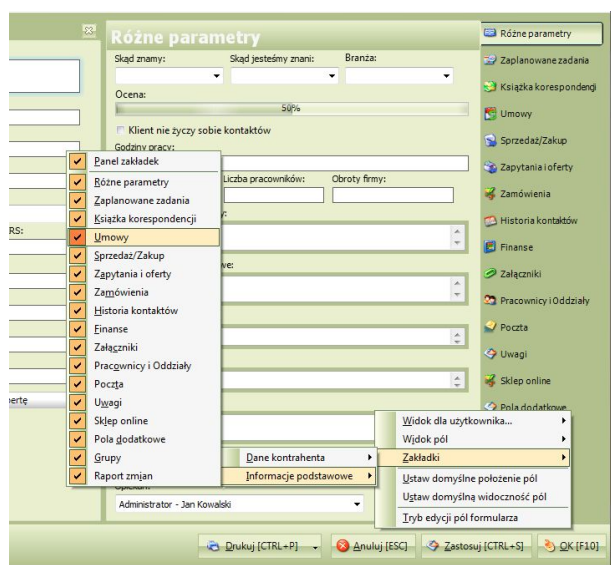 Różne parametry
Skąd znamy:
Skąd jesteśmy znani:
Branża:
Ocena:
50%
Klient nie życzy sobie kontaktów
Godziny pracy:
Liczba pracowników:
Obroty firmy:
y:
RS:
we:
ertę
Opiekun:
Administrator - Jan Kowalski
Panel zakładek
Różne parametry
Zaplanowane zadania
Książka korespondencji
Umowy
Sprzedaż/Zakup
Zapytania i oferty
Zamówienia
Historia kontaktów
Finanse
Załączniki
Pracownicy i Oddziały
Poczta
Uwagi
Sklep online
Pola dodatkowe
Grupy
Raport zmian
Dane kontrahenta
Informacje podstawowe
Widok dla użytkownika...
Widok pól
Zakładki
Ustaw domyślne położenie pól
Ustaw domyślną widoczność pól
Tryb edycji pól formularza
Różne parametry
Zaplanowane zadania
Książka korespondencji
Umowy
Sprzedaż/Zakup
Zapytania i oferty
Zamówienia
Historia kontaktów
Finanse
Załączniki
Pracownicy i Oddziały
Poczta
Uwagi
Sklep online
Pola dodatkowe
Drukuj [CTRL+P]
Anuluj [ESC]
Zastosuj [CTRL+S]
OK [F10]